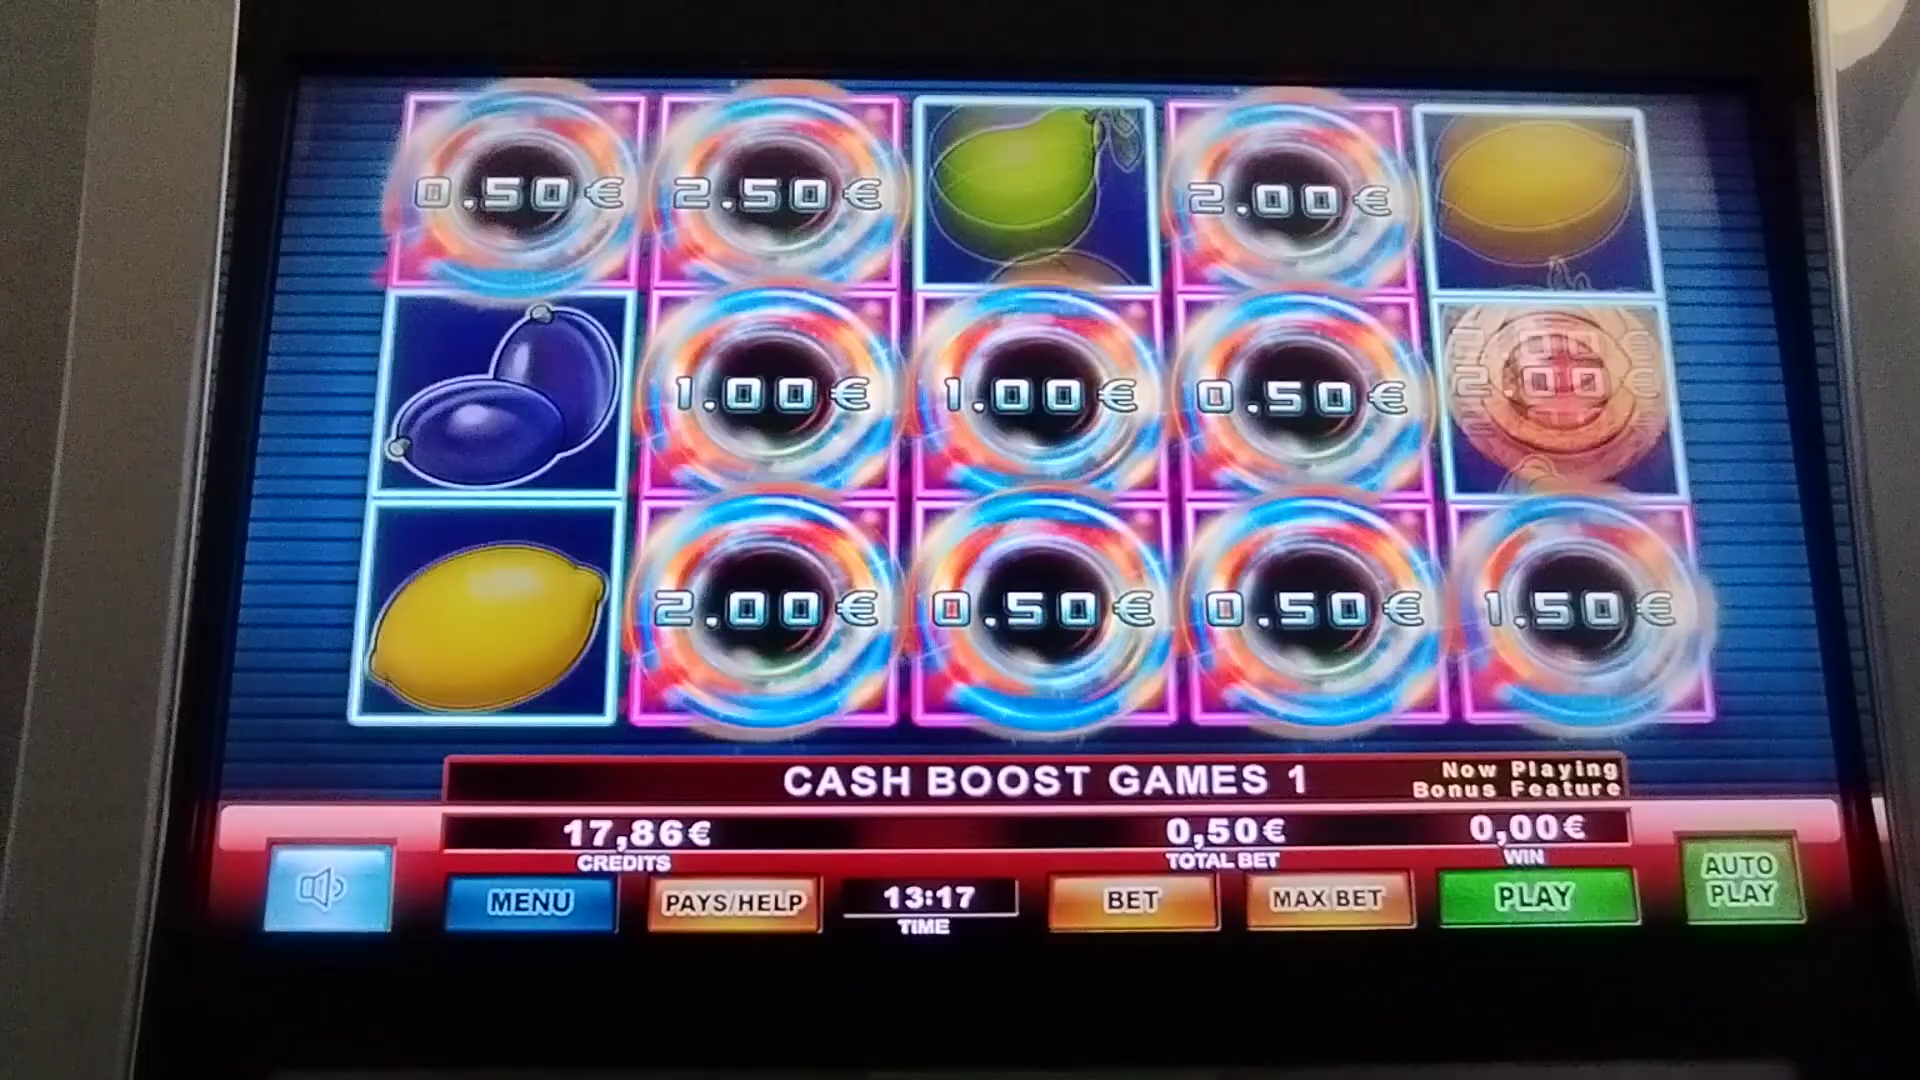 0.50€ 2.50€ 2.00€
1.00€ 1.00€ 0.50€ 2.00€
2.00€ 0.50€ 0.50€ 1.50€
CASH BOOST GAMES 1
Now Playing
Bonus Feature
17,86€ 0,50€ 0,00€
CREDITS TOTAL BET WIN
MENU PAYS/HELP 13:17 BET MAX BET PLAY AUTO PLAY
TIME